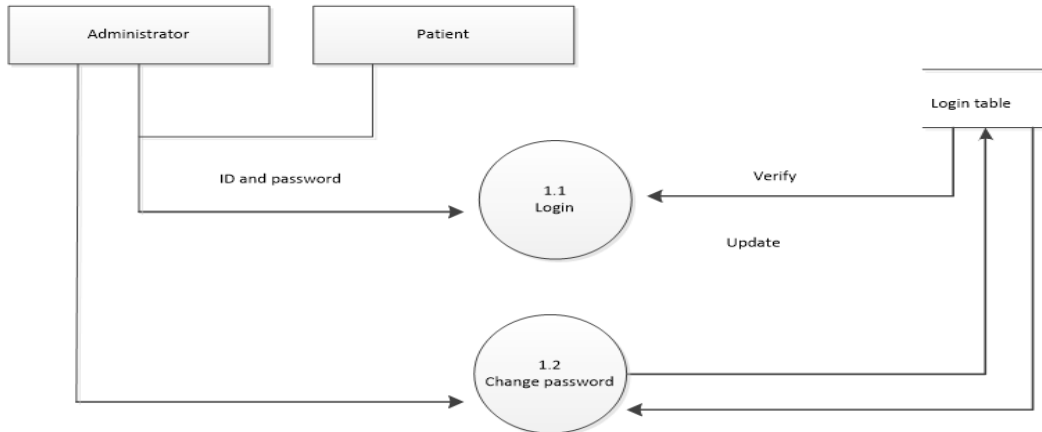 Administrator
Patient
Login table
ID and password
1.1
Login
Verify
Update
1.2
Change password